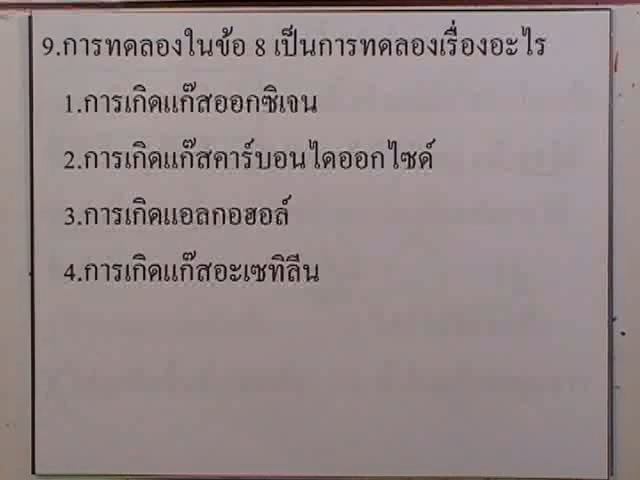 9.การทดลองในข้อ 8 เป็นการทดลองเรื่องอะไร
1.การเกิดแก๊สออกซิเจน
2.การเกิดแก๊สคาร์บอนไดออกไซด์
3.การเกิดแอลกอฮอล์
4.การเกิดแก๊สอะเซทิลีน